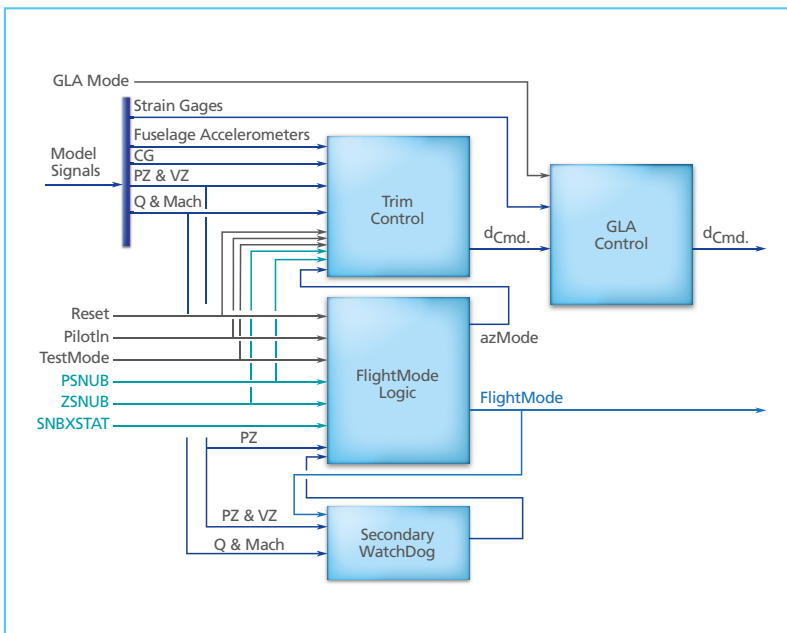 GLA Mode
Strain Gages
Fuselage Accelerometers
CG
Model
Signals
PZ & VZ
Q & Mach
Trim
Control
GLA
Control
dCmd.
dCmd.
Reset
PilotIn
TestMode
PSNUB
ZSNUB
SNBXSTAT
FlightMode
Logic
azMode
FlightMode
PZ
PZ & VZ
Q & Mach
Secondary
WatchDog